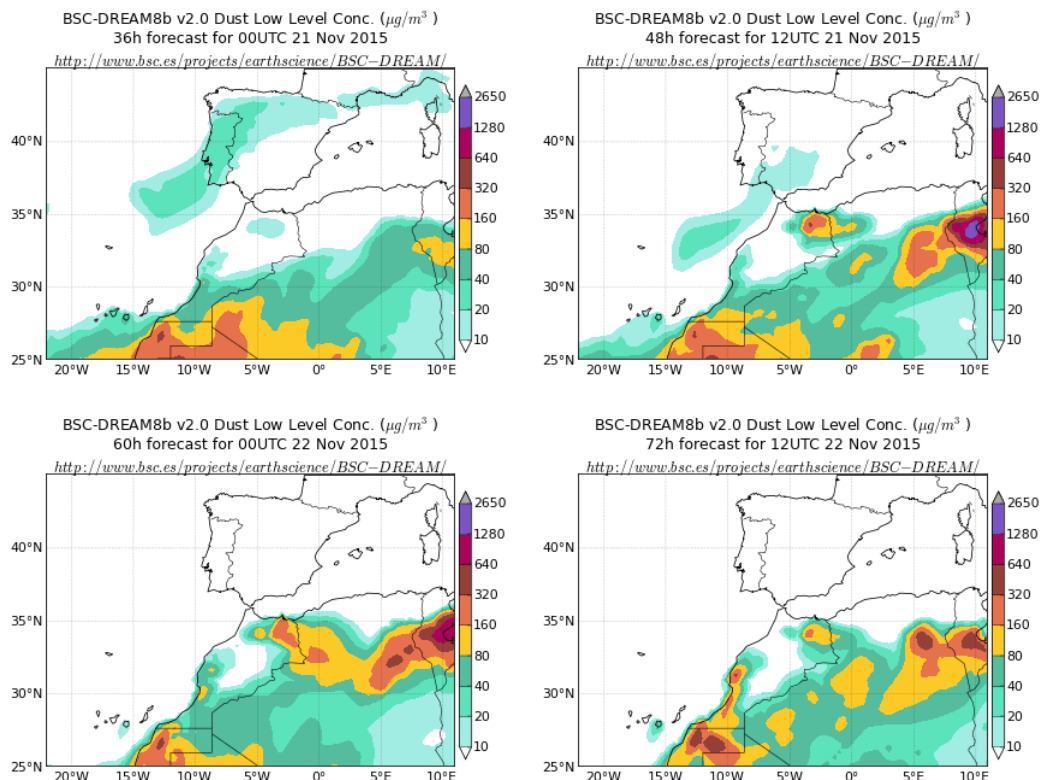 BSC-DREAM8b v2.0 Dust Low Level Conc. (μg/m³ )
36h forecast for 00UTC 21 Nov 2015
http://www.bsc.es/projects/earthscience/BSC−DREAM/
40°N
35°N
30°N
25°N
20°W 15°W 10°W 5°W 0° 5°E 10°E
2650
1280
640
320
160
80
40
20
10
BSC-DREAM8b v2.0 Dust Low Level Conc. (μg/m³ )
48h forecast for 12UTC 21 Nov 2015
http://www.bsc.es/projects/earthscience/BSC−DREAM/
40°N
35°N
30°N
25°N
20°W 15°W 10°W 5°W 0° 5°E 10°E
2650
1280
640
320
160
80
40
20
10
BSC-DREAM8b v2.0 Dust Low Level Conc. (μg/m³ )
60h forecast for 00UTC 22 Nov 2015
http://www.bsc.es/projects/earthscience/BSC−DREAM/
40°N
35°N
30°N
25°N
20°W 15°W 10°W 5°W 0° 5°E 10°E
2650
1280
640
320
160
80
40
20
10
BSC-DREAM8b v2.0 Dust Low Level Conc. (μg/m³ )
72h forecast for 12UTC 22 Nov 2015
http://www.bsc.es/projects/earthscience/BSC−DREAM/
40°N
35°N
30°N
25°N
20°W 15°W 10°W 5°W 0° 5°E 10°E
2650
1280
640
320
160
80
40
20
10